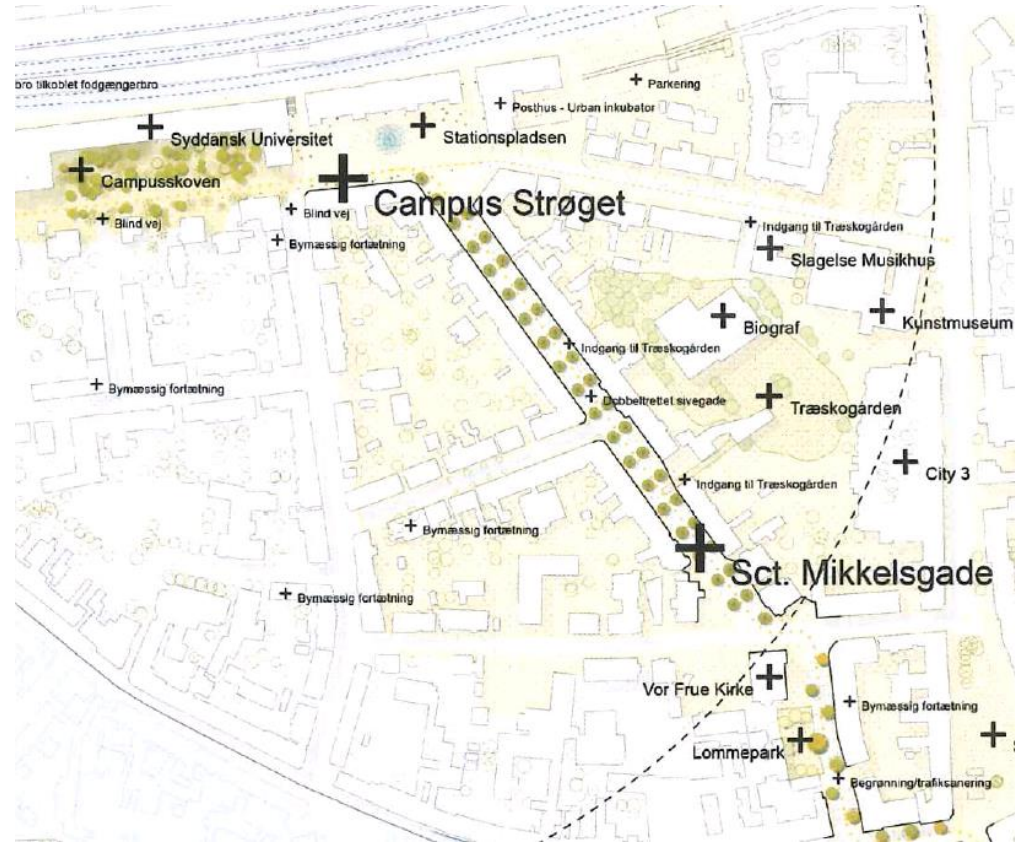 bro tilkoblet fodgængerbro
Parkering
Posthus - Urban inkubator
Syddansk Universitet
Stationspladsen
Campusskoven
Campus Strøget
Blind vej
Blind vej
Bymæssig fortætning
Indgang til Træskogården
Slagelse Musikhus
Biograf
Kunstmuseum
Indgang til Træskogården
Bymæssig fortætning
Dobbeltrettet sivegade
Træskogården
City 3
Indgang til Træskogården
Bymæssig fortætning
Sct. Mikkelsgade
Bymæssig fortætning
Vor Frue Kirke
Bymæssig fortætning
Lommepark
Begrønning/trafiksanering